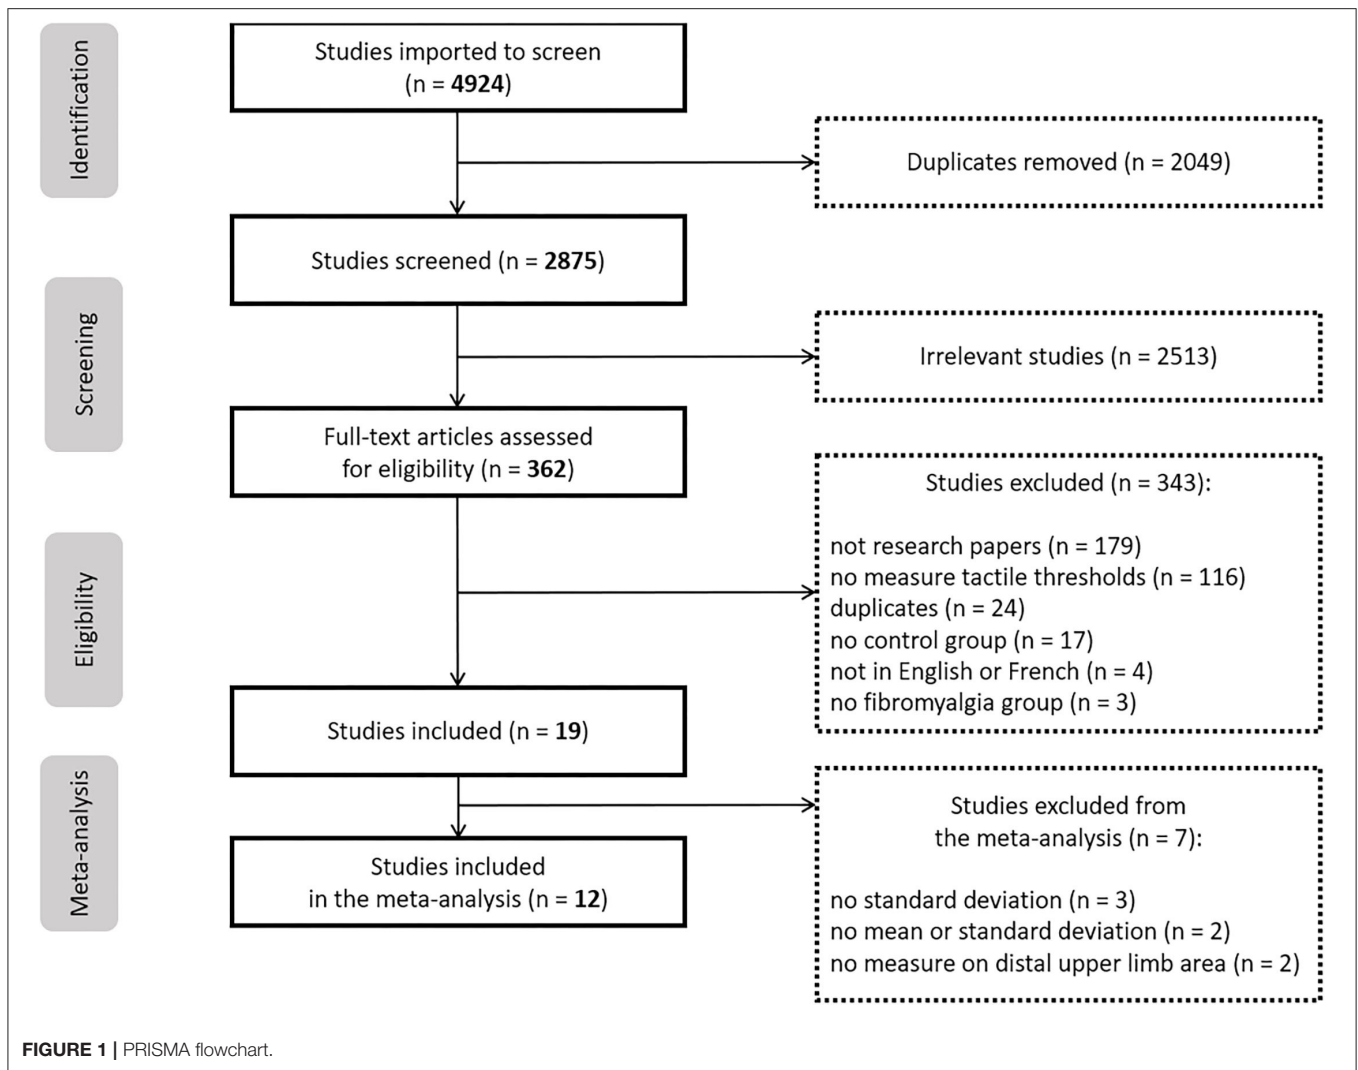 Identification
Studies imported to screen
(n = 4924)
Duplicates removed (n = 2049)
Studies screened (n = 2875)
Screening
Irrelevant studies (n = 2513)
Full-text articles assessed
for eligibility (n = 362)
Eligibility
Studies excluded (n = 343):
not research papers (n = 179)
no measure tactile thresholds (n = 116)
duplicates (n = 24)
no control group (n = 17)
not in English or French (n = 4)
no fibromyalgia group (n = 3)
Studies included (n = 19)
Meta-analysis
Studies excluded from
the meta-analysis (n = 7):
no standard deviation (n = 3)
no mean or standard deviation (n = 2)
no measure on distal upper limb area (n = 2)
Studies included
in the meta-analysis (n = 12)
FIGURE 1 | PRISMA flowchart.